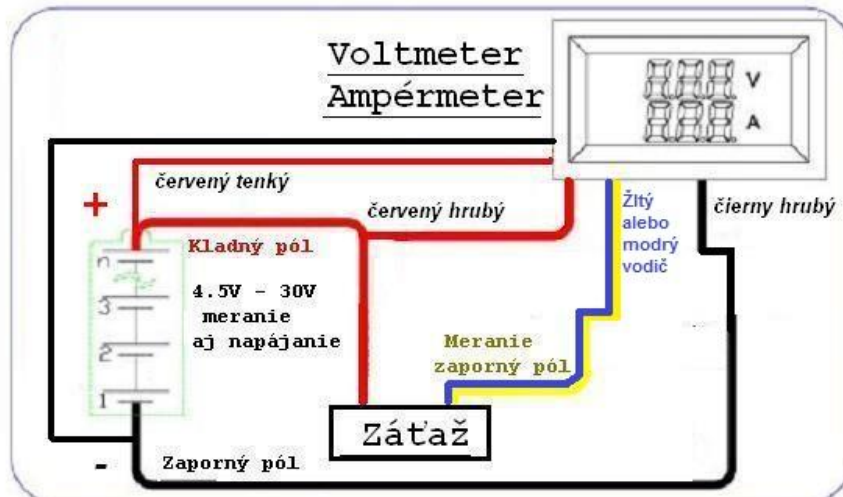 Voltmeter
Ampérmeter
V
A
červený tenký
+
červený hrubý
Žltý
alebo
modrý
vodič
čierny hrubý
Kladný pól
n
4.5V - 30V
meranie
aj napájanie
3
2
1
Meranie
zaporný pól
Záťaž
-
Zaporný pól